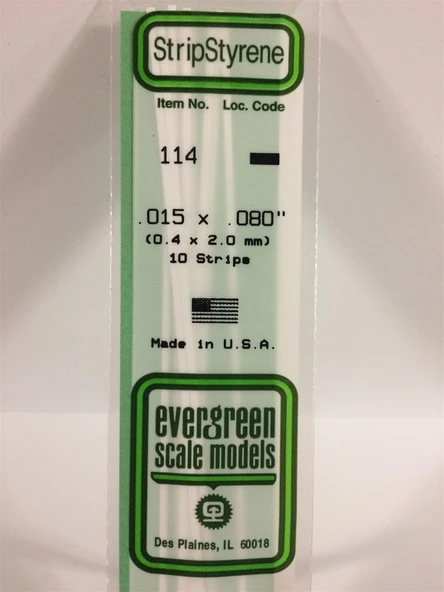 StripStyrene
Item No. Loc. Code
114
.015 x .080"
(0.4 x 2.0 mm)
10 Strips
Made in U.S.A.
evergreen
scale models
Des Plaines, IL 60018